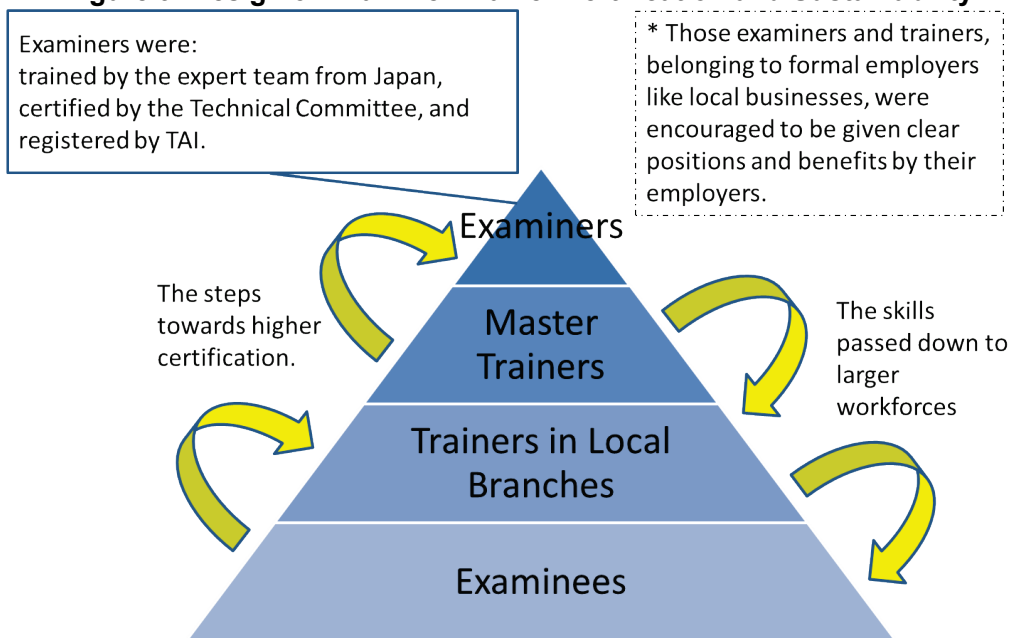 Examiners were:
trained by the expert team from Japan,
certified by the Technical Committee, and
registered by TAI.
* Those examiners and trainers,
belonging to formal employers
like local businesses, were
encouraged to be given clear
positions and benefits by their
employers.
Examiners
The steps
towards higher
certification.
Master
Trainers
The skills
passed down to
larger
workforces
Trainers in Local
Branches
Examinees